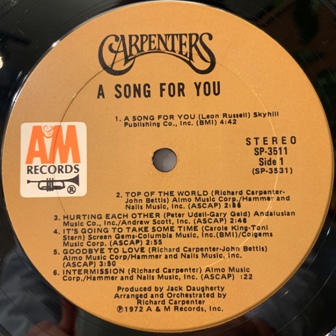 CARPENTERS
A SONG FOR YOU
1. A SONG FOR YOU (Leon Russell) Skyhill
Publishing Co., Inc. (BMI) 4:42
STEREO
SP-3511
Side 1
(SP-3531)
A&M
RECORDS
2. TOP OF THE WORLD (Richard Carpenter-
John Bettis) Almo Music Corp./Hammer and
Nails Music, Inc. (ASCAP) 2:56
3. HURTING EACH OTHER (Peter Udell-Gary Geld) Andalusian
Music Co., Inc./Andrew Scott, Inc. (ASCAP) 2:46
4. IT'S GOING TO TAKE SOME TIME (Carole King-Toni
Stern) Screen Gems-Columbia Music, Inc.(BMI)/Colgems
Music Corp. (ASCAP) 2:55
5. GOODBYE TO LOVE (Richard Carpenter-John Bettis)
Almo Music Corp./Hammer and Nails Music, Inc.
(ASCAP) 3:50
6. INTERMISSION (Richard Carpenter) Almo Music
Corp./Hammer and Nails Music, Inc. (ASCAP) :22
Produced by Jack Daugherty
Arranged and Orchestrated by
Richard Carpenter
℗1972 A & M RECORDS, INC.